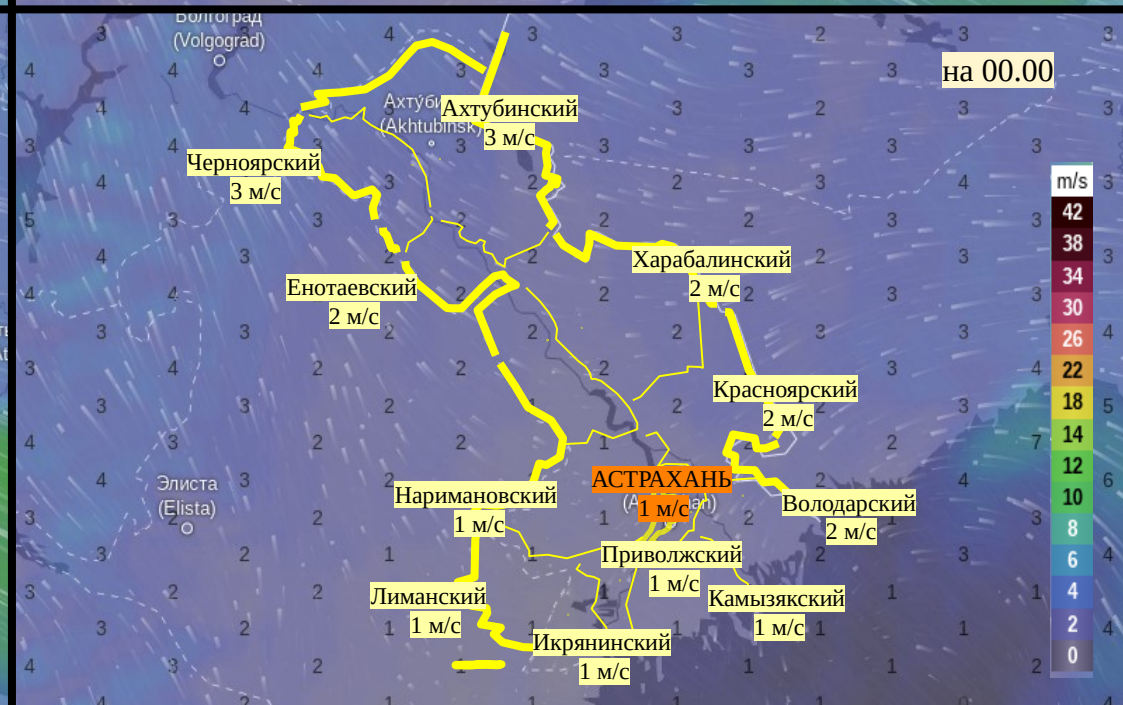 Волгоград
(Volgograd)
на 00.00
Ахтуби
(Akhtubinsk)
Ахтубинский
3 м/с
Черноярский
3 м/с
Харабалинский
2 м/с
Енотаевский
2 м/с
Красноярский
2 м/с
АСТРАХАНЬ
1 м/с
Элиста
(Elista)
Наримановский
1 м/с
Володарский
2 м/с
Приволжский
1 м/с
Лиманский
1 м/с
Камызякский
1 м/с
Икрянинский
1 м/с
m/s
42
38
34
30
26
22
18
14
12
10
8
6
4
2
0